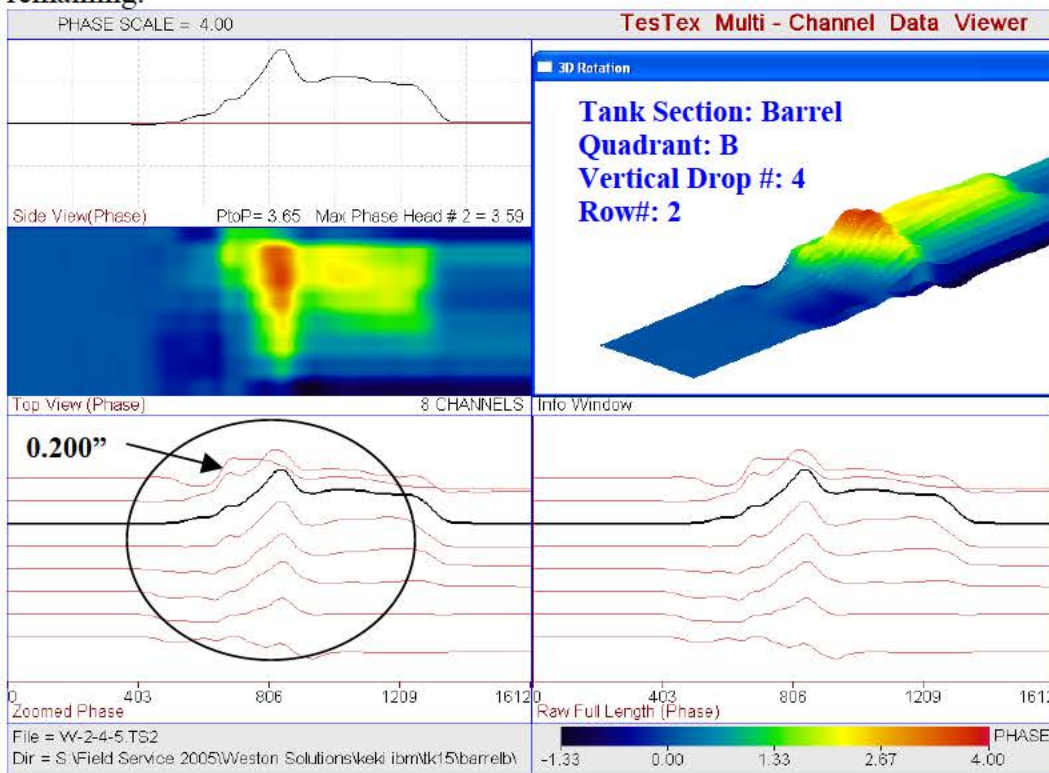 remaining.
PHASE SCALE = 4.00
TesTex Multi - Channel Data Viewer
3D Rotation
Tank Section: Barrel
Quadrant: B
Vertical Drop #: 4
Row#: 2
Side View(Phase) PtoP= 3.65 Max Phase Head # 2 = 3.59
Top View (Phase) 8 CHANNELS
Info Window
0.200”
0 403 806 1209 1612
Zoomed Phase
0 403 806 1209 1612
Raw Full Length (Phase)
File = W-2-4-5.TS2
Dir = S:\Field Service 2005\Weston Solutions\keki ibm\tk15\barrelb\
PHASE
-1.33 0.00 1.33 2.67 4.00